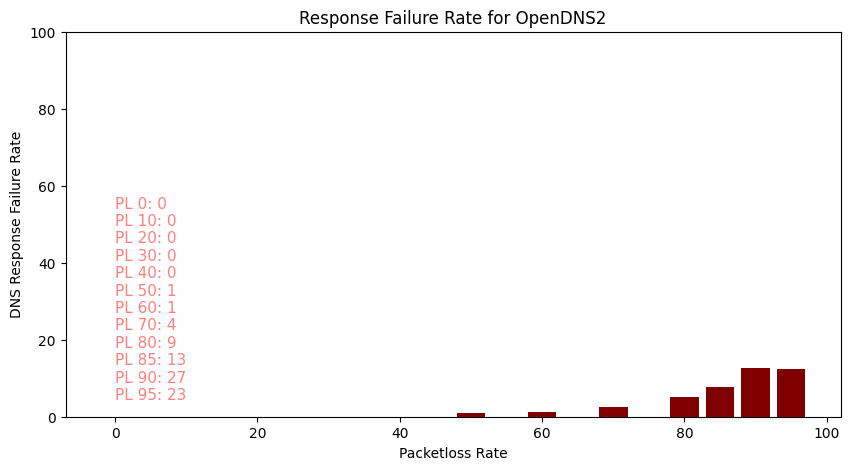 Response Failure Rate for OpenDNS2
DNS Response Failure Rate
100
80
60
40
20
0
PL 0: 0
PL 10: 0
PL 20: 0
PL 30: 0
PL 40: 0
PL 50: 1
PL 60: 1
PL 70: 4
PL 80: 9
PL 85: 13
PL 90: 27
PL 95: 23
0 20 40 60 80 100
Packetloss Rate